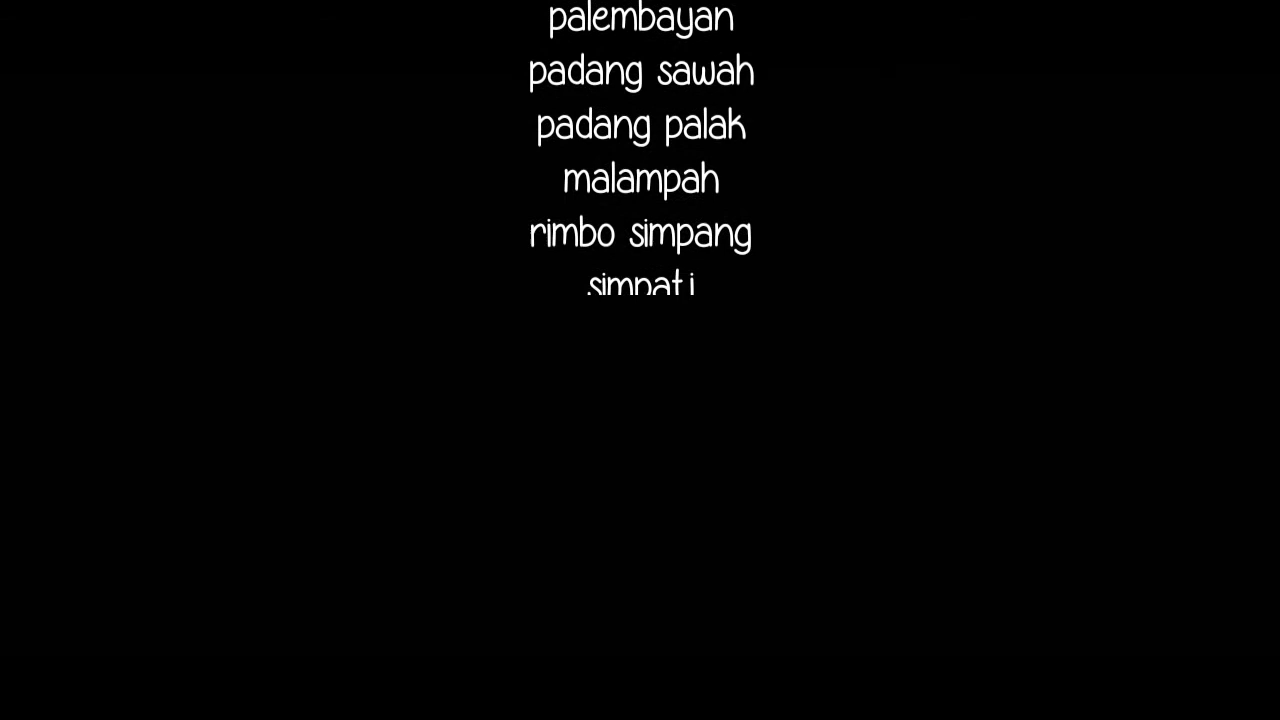 palembayan
padang sawah
padang palak
malampah
rimbo simpang
simpati